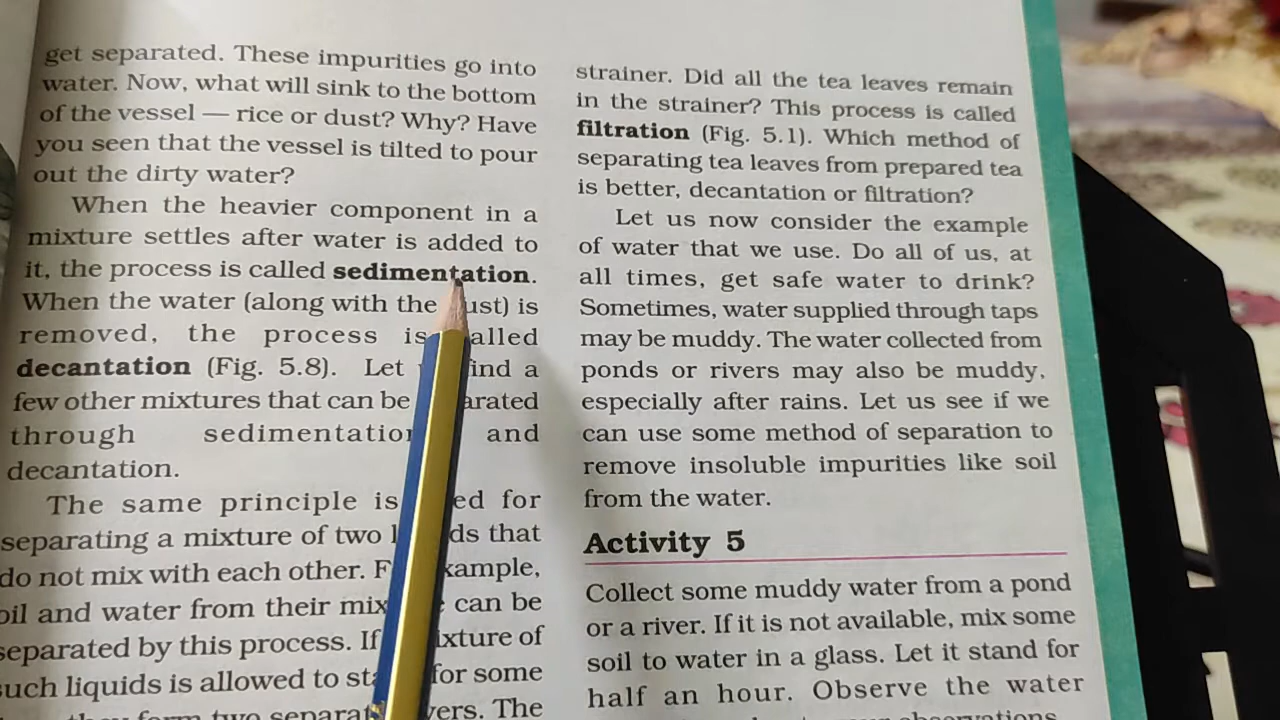 get separated. These impurities go into
water. Now, what will sink to the bottom
of the vessel — rice or dust? Why? Have
you seen that the vessel is tilted to pour
out the dirty water?
When the heavier component in a
mixture settles after water is added to
it, the process is called sedimentation.
When the water (along with the ust) is
removed, the process is alled
decantation (Fig. 5.8). Let ind a
few other mixtures that can be arated
through sedimentation and
decantation.
The same principle is ed for
separating a mixture of two l ds that
do not mix with each other. F xample,
oil and water from their mix can be
separated by this process. If ixture of
such liquids is allowed to sta for some
they form two separat yers. The
strainer. Did all the tea leaves remain
in the strainer? This process is called
filtration (Fig. 5.1). Which method of
separating tea leaves from prepared tea
is better, decantation or filtration?
Let us now consider the example
of water that we use. Do all of us, at
all times, get safe water to drink?
Sometimes, water supplied through taps
may be muddy. The water collected from
ponds or rivers may also be muddy,
especially after rains. Let us see if we
can use some method of separation to
remove insoluble impurities like soil
from the water.
Activity 5
Collect some muddy water from a pond
or a river. If it is not available, mix some
soil to water in a glass. Let it stand for
half an hour. Observe the water
observations